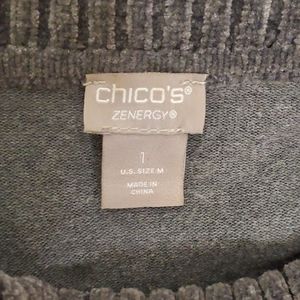 chico's®
ZENERGY®
1
U.S. SIZE M
MADE IN
CHINA